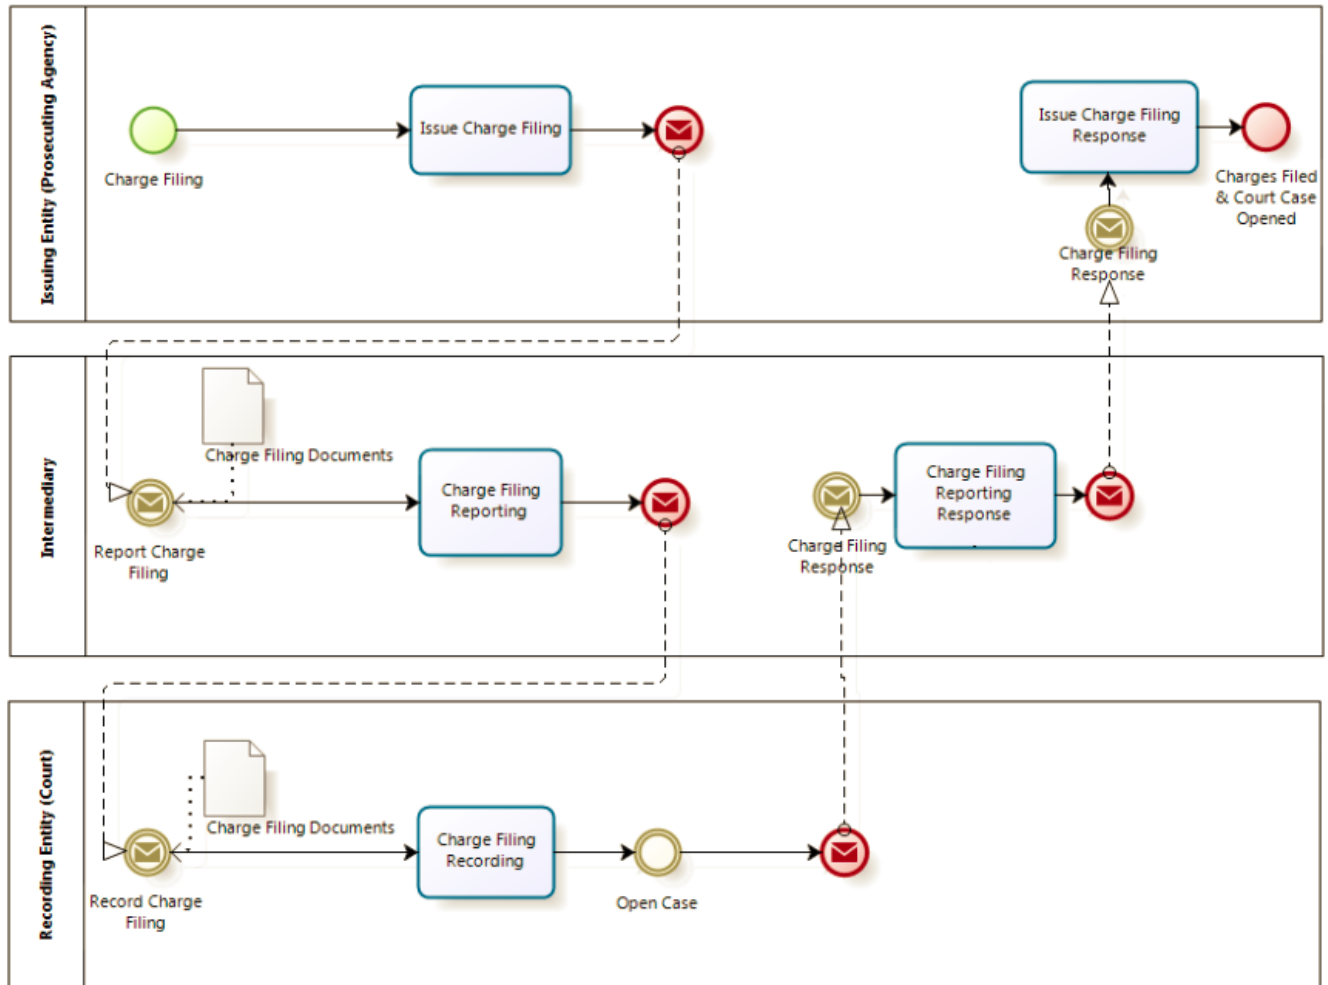 Issuing Entity (Prosecuting Agency)
Charge Filing
Issue Charge Filing
Issue Charge Filing
Response
Charge Filing
Response
Charges Filed
& Court Case
Opened
Intermediary
Charge Filing Documents
Report Charge
Filing
Charge Filing
Reporting
Charge Filing
Response
Charge Filing
Reporting
Response
Recording Entity (Court)
Charge Filing Documents
Record Charge
Filing
Charge Filing
Recording
Open Case